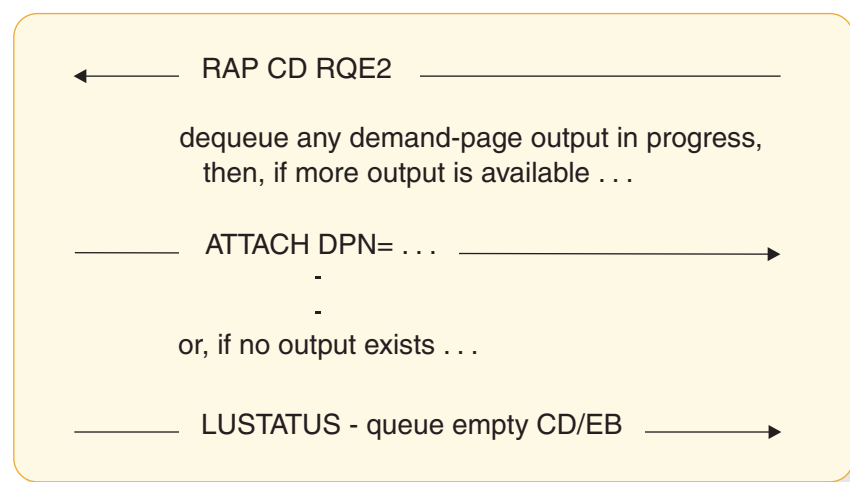 RAP CD RQE2
dequeue any demand-page output in progress,
then, if more output is available . . .
ATTACH DPN= . . .
-
-
or, if no output exists . . .
LUSTATUS - queue empty CD/EB